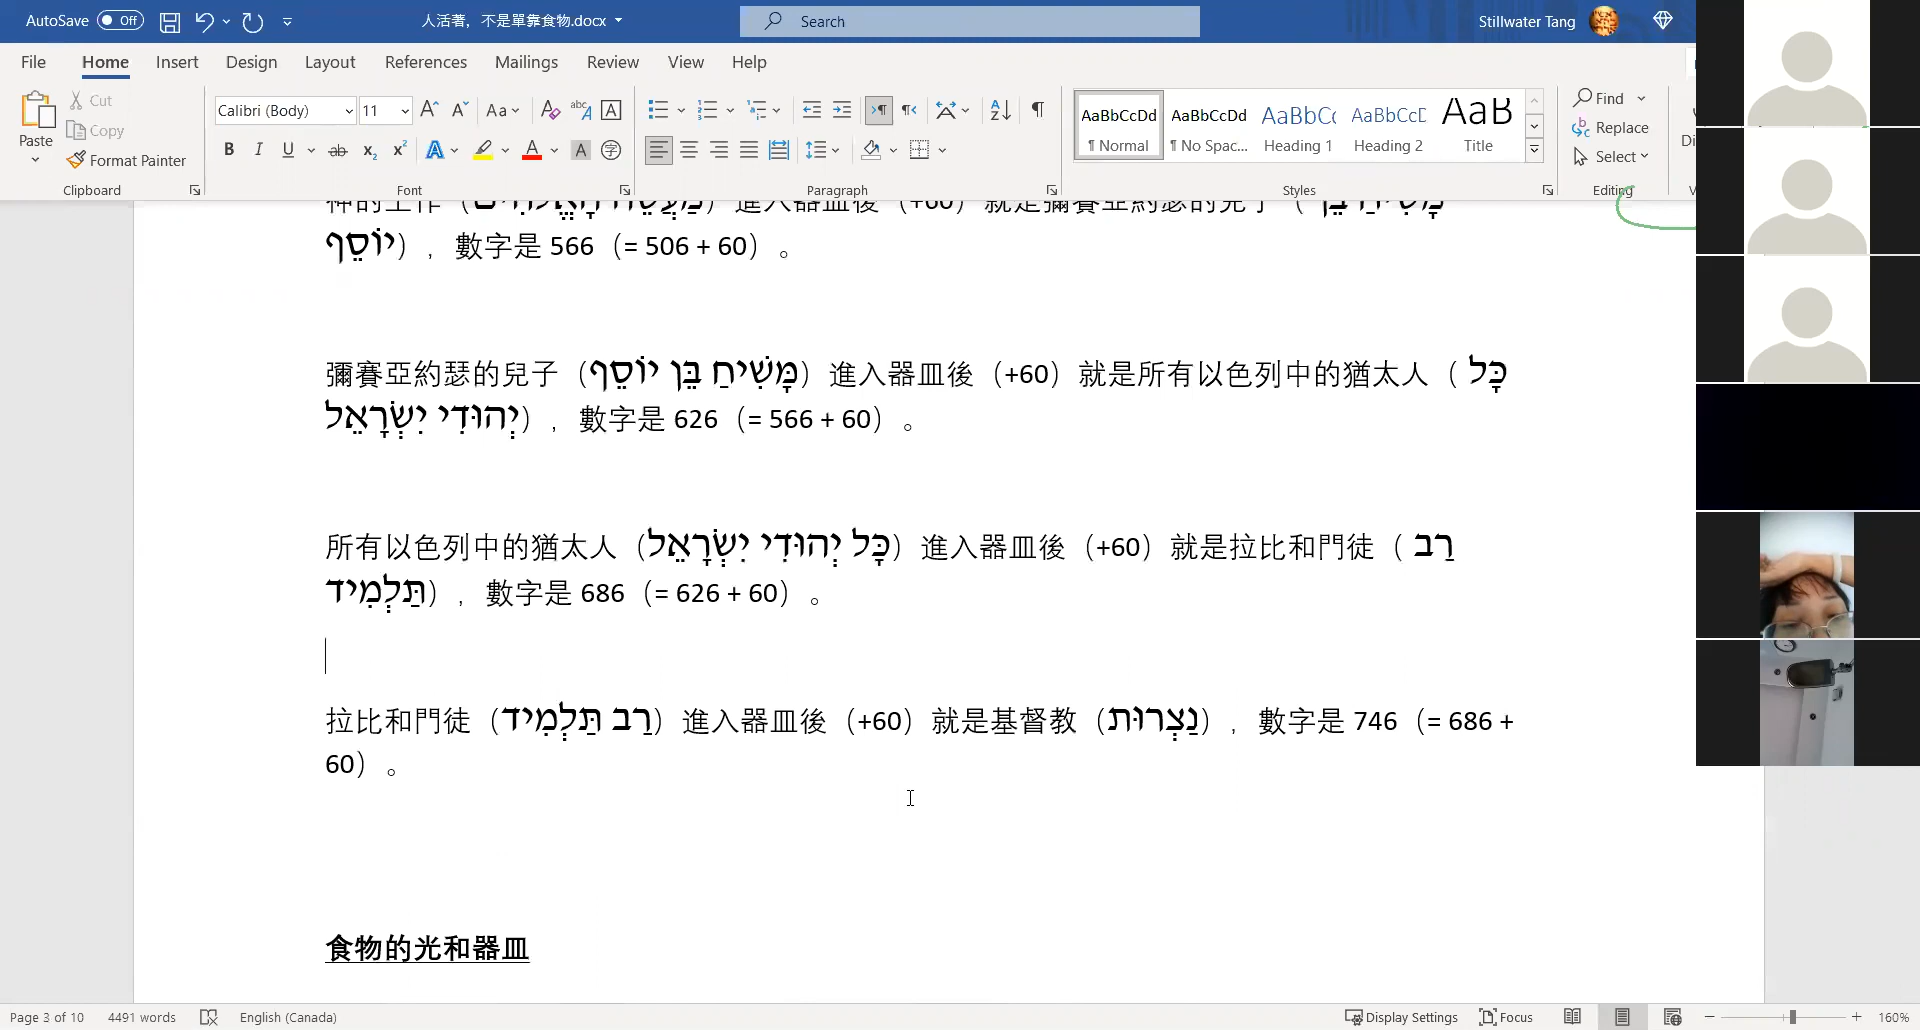 AutoSave Off 人活著，不是單靠食物.docx Search Stillwater Tang
File Home Insert Design Layout References Mailings Review View Help
Paste Cut Copy Format Painter Clipboard
Calibri (Body) 11 Font
Paragraph
AaBbCcDd AaBbCcDd AaBbCc AaBbCcD AaB
¶ Normal ¶ No Spac... Heading 1 Heading 2 Title
Styles
Find Replace Select Editing
יוֹסֵף），數字是 566（= 506 + 60）。
彌賽亞約瑟的兒子（מָּשִׁיחַ בֵּן יוֹסֵף）進入器皿後（+60）就是所有以色列中的猶太人（ כָּל
יְהוּדִי יִשְׂרָאֵל），數字是 626（= 566 + 60）。
所有以色列中的猶太人（כָּל יְהוּדִי יִשְׂרָאֵל）進入器皿後（+60）就是拉比和門徒（ רַב
תַּלְמִיד），數字是 686（= 626 + 60）。
拉比和門徒（רַב תַּלְמִיד）進入器皿後（+60）就是基督教（נַצְרוּת），數字是 746（= 686 +
60）。
食物的光和器皿
Page 3 of 10 4491 words English (Canada) Display Settings Focus 160%